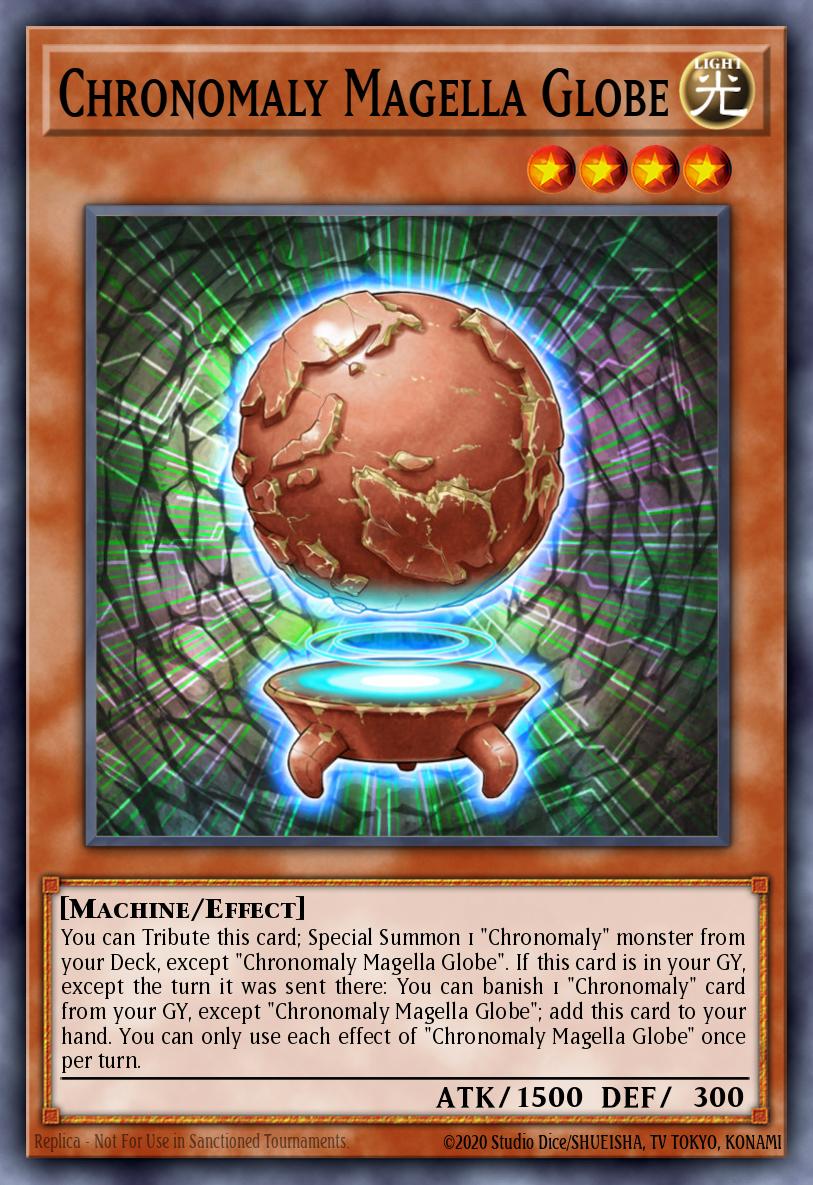 Chronomaly Magella Globe
LIGHT
光
[Machine/Effect]
You can Tribute this card; Special Summon 1 "Chronomaly" monster from
your Deck, except "Chronomaly Magella Globe". If this card is in your GY,
except the turn it was sent there: You can banish 1 "Chronomaly" card
from your GY, except "Chronomaly Magella Globe"; add this card to your
hand. You can only use each effect of "Chronomaly Magella Globe" once
per turn.
ATK/1500 DEF/ 300
Replica - Not For Use in Sanctioned Tournaments.
©2020 Studio Dice/SHUEISHA, TV TOKYO, KONAMI